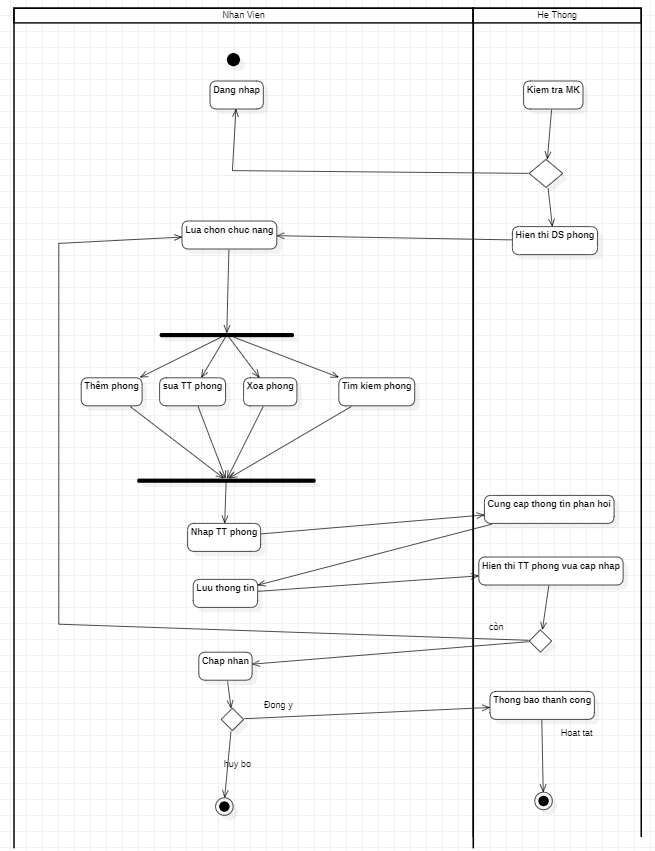 Nhan Vien
He Thong
Dang nhap
Kiem tra MK
Lua chon chuc nang
Hien thi DS phong
Thêm phong
sua TT phong
Xoa phong
Tim kiem phong
Cung cap thong tin phan hoi
Nhap TT phong
Hien thi TT phong vua cap nhap
Luu thong tin
còn
Chap nhan
Thong bao thanh cong
Đong y
Hoat tat
huy bo